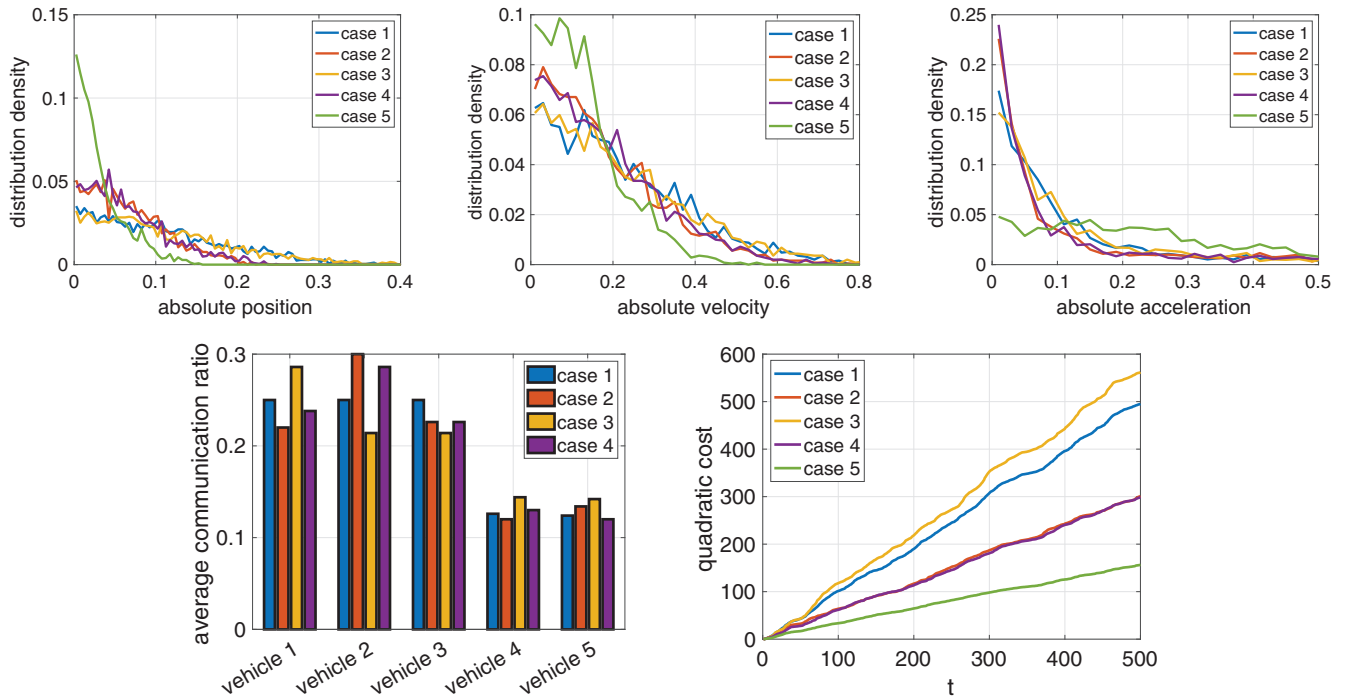 distribution density
0.15
0.1
0.05
0
0
0.1
0.2
0.3
0.4
absolute position
case 1
case 2
case 3
case 4
case 5
distribution density
0.1
0.08
0.06
0.04
0.02
0
0
0.2
0.4
0.6
0.8
absolute velocity
case 1
case 2
case 3
case 4
case 5
distribution density
0.25
0.20
0.15
0.10
0.05
0
0
0.1
0.2
0.3
0.4
0.5
absolute acceleration
case 1
case 2
case 3
case 4
case 5
average communication ratio
0.3
0.2
0.1
0
vehicle 1
vehicle 2
vehicle 3
vehicle 4
vehicle 5
case 1
case 2
case 3
case 4
quadratic cost
600
500
400
300
200
100
0
0
100
200
300
400
500
t
case 1
case 2
case 3
case 4
case 5